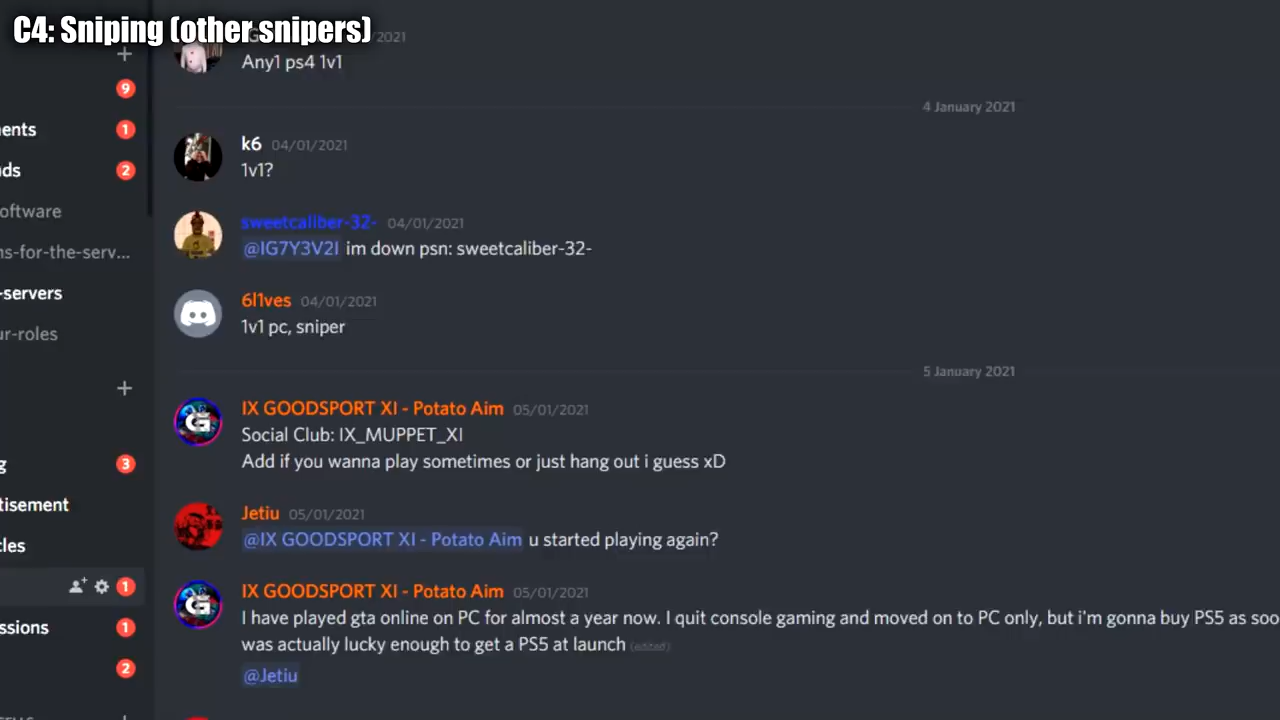 C4: Sniping (other snipers)
/2021
Any1 ps4 1v1
9
4 January 2021
ents
1
k6 04/01/2021
1v1?
ds
2
oftware
sweetcaliber-32- 04/01/2021
@IG7Y3V2I im down psn: sweetcaliber-32-
ns-for-the-serv...
-servers
6l1ves 04/01/2021
1v1 pc, sniper
ur-roles
5 January 2021
IX GOODSPORT XI - Potato Aim 05/01/2021
Social Club: IX_MUPPET_XI
Add if you wanna play sometimes or just hang out i guess xD
g
3
tisement
Jetiu 05/01/2021
@IX GOODSPORT XI - Potato Aim u started playing again?
cles
1
IX GOODSPORT XI - Potato Aim 05/01/2021
I have played gta online on PC for almost a year now. I quit console gaming and moved on to PC only, but i'm gonna buy PS5 as soo
was actually lucky enough to get a PS5 at launch (edited)
@Jetiu
ssions
1
2